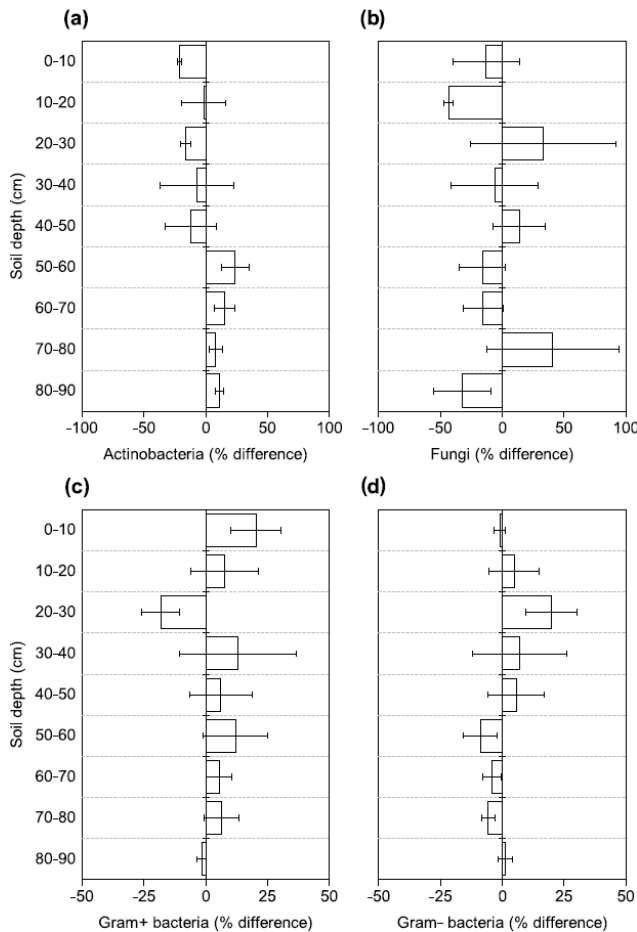 (a) (b)
0–10
10–20
20–30
30–40
40–50
50–60
60–70
70–80
80–90
Soil depth (cm)
−100 −50 0 50 100 −100 −50 0 50 100
Actinobacteria (% difference) Fungi (% difference)
(c) (d)
0–10
10–20
20–30
30–40
40–50
50–60
60–70
70–80
80–90
Soil depth (cm)
−50 −25 0 25 50 −50 −25 0 25 50
Gram+ bacteria (% difference) Gram− bacteria (% difference)